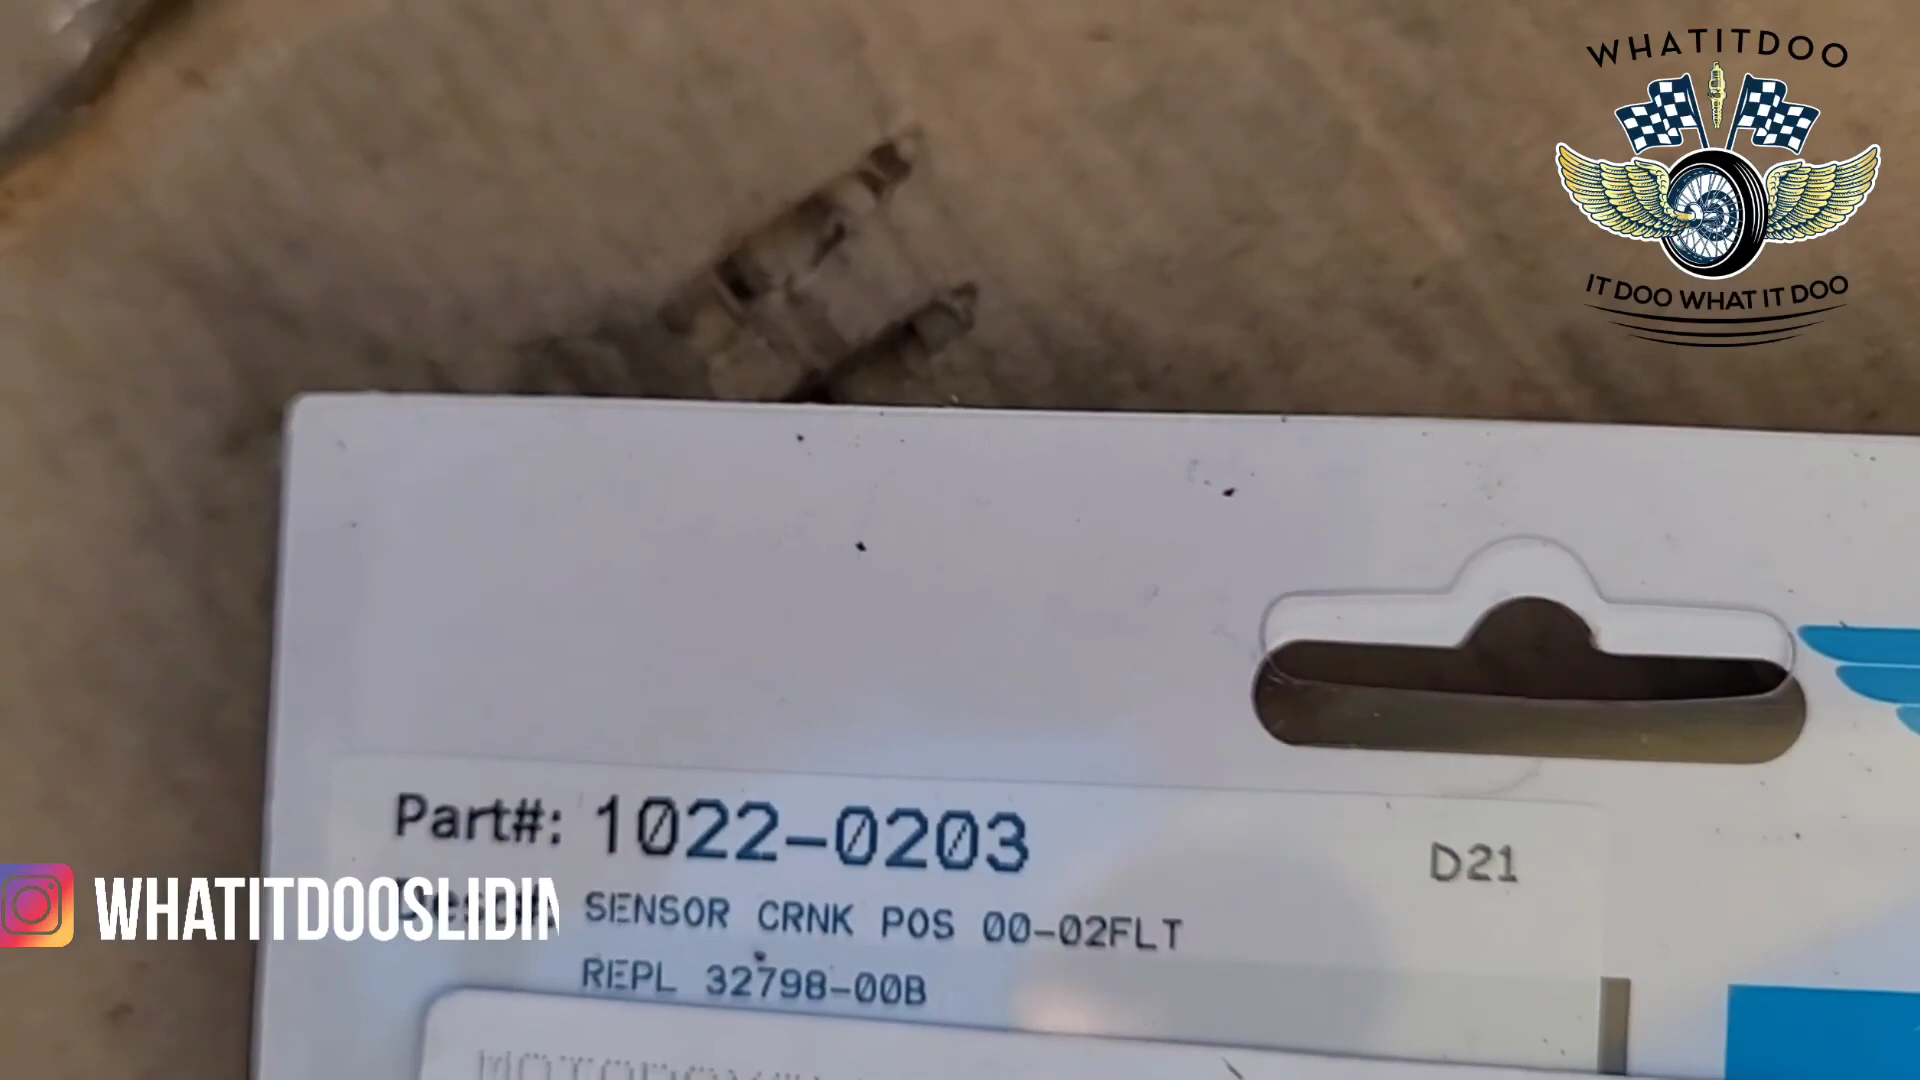 WHATITDOO
IT DOO WHAT IT DOO
Part#: 1022-0203
D21
WHATITDOOSLIDIN
SENSOR CRNK POS 00-02FLT
REPL 32798-00B